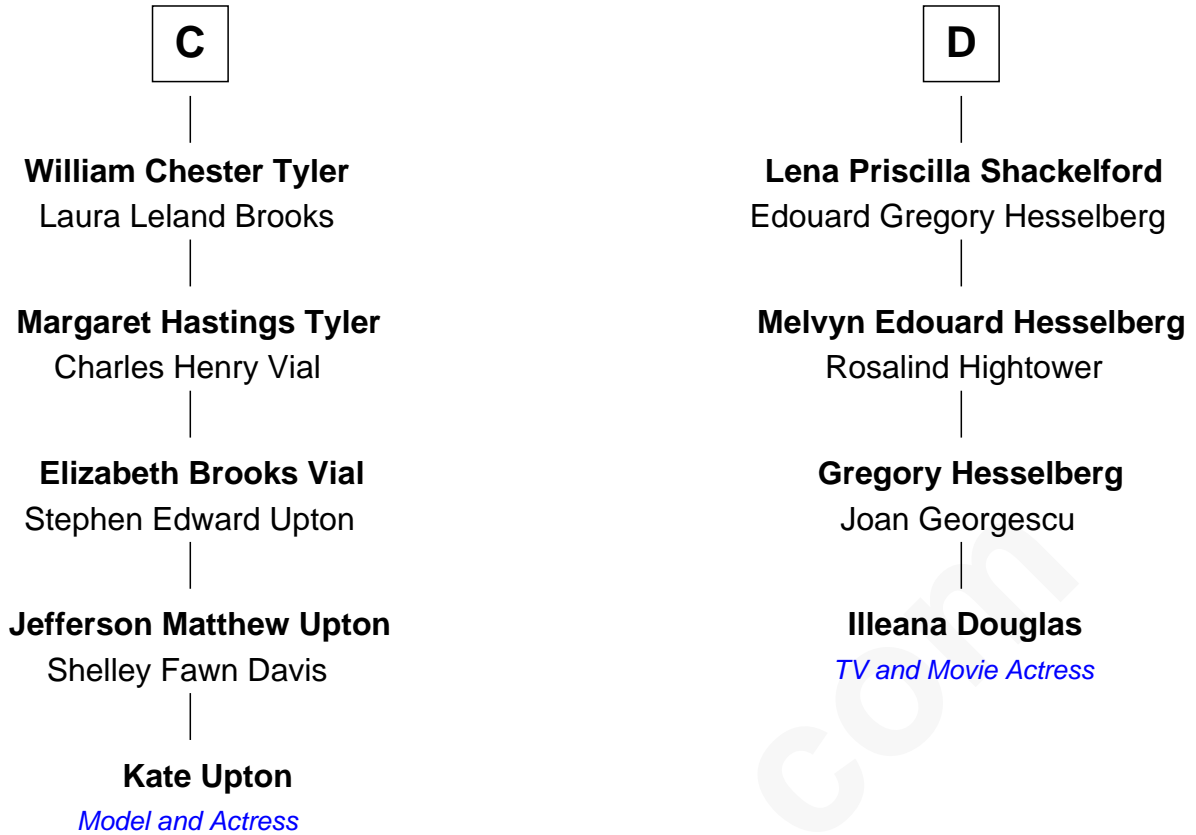 C
William Chester Tyler
Laura Leland Brooks
Margaret Hastings Tyler
Charles Henry Vial
Elizabeth Brooks Vial
Stephen Edward Upton
Jefferson Matthew Upton
Shelley Fawn Davis
Kate Upton
Model and Actress
D
Lena Priscilla Shackelford
Edouard Gregory Hesselberg
Melvyn Edouard Hesselberg
Rosalind Hightower
Gregory Hesselberg
Joan Georgescu
Illeana Douglas
TV and Movie Actress
com